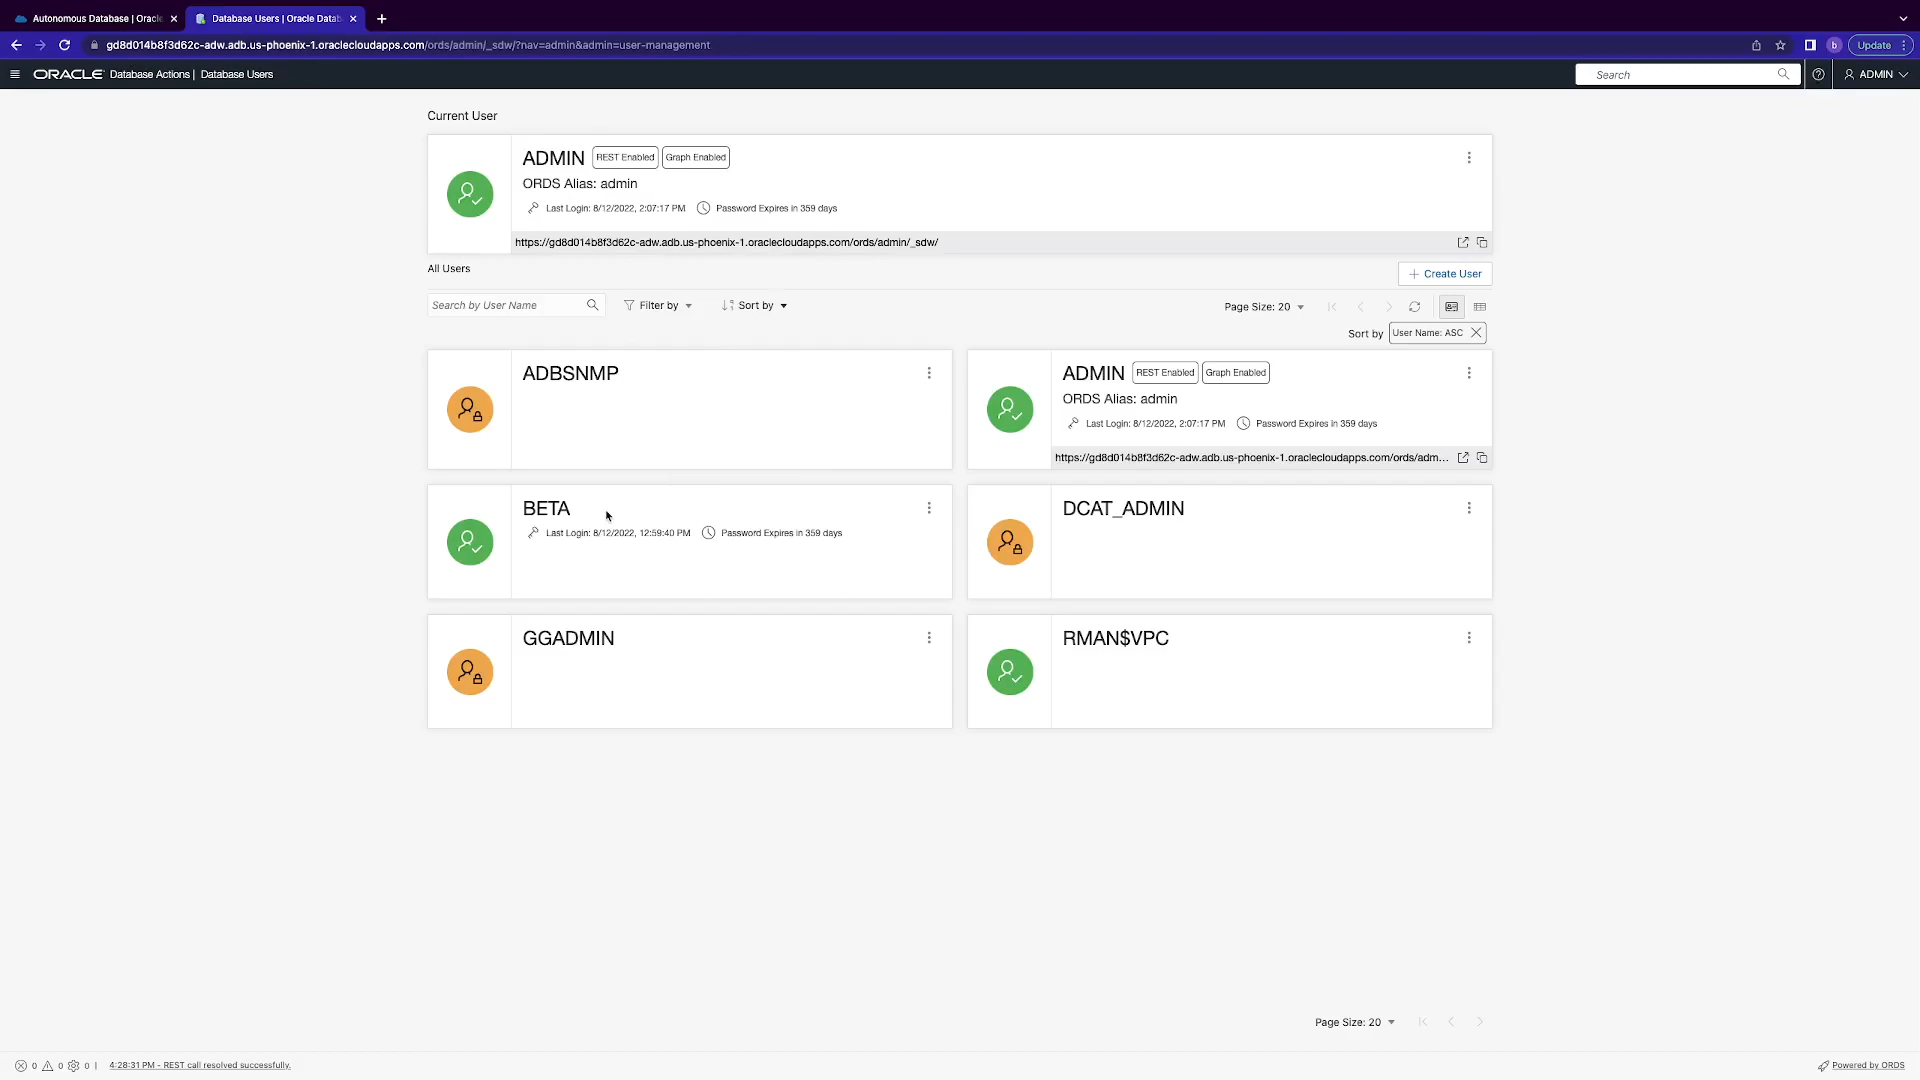 Autonomous Database | Oracle
Database Users | Oracle Datab
gd8d014b8f3d62c-adw.adb.us-phoenix-1.oraclecloudapps.com/ords/admin/_sdw/?nav=admin&admin=user-management
b
Update
ORACLE Database Actions | Database Users
Search
ADMIN
Current User
ADMIN REST Enabled Graph Enabled
ORDS Alias: admin
Last Login: 8/12/2022, 2:07:17 PM Password Expires in 359 days
https://gd8d014b8f3d62c-adw.adb.us-phoenix-1.oraclecloudapps.com/ords/admin/_sdw/
All Users
+ Create User
Search by User Name Filter by Sort by Page Size: 20
Sort by User Name: ASC
ADBSNMP
ADMIN REST Enabled Graph Enabled
ORDS Alias: admin
Last Login: 8/12/2022, 2:07:17 PM Password Expires in 359 days
https://gd8d014b8f3d62c-adw.adb.us-phoenix-1.oraclecloudapps.com/ords/adm...
BETA
Last Login: 8/12/2022, 12:59:40 PM Password Expires in 359 days
DCAT_ADMIN
GGADMIN
RMAN$VPC
Page Size: 20
0 0 0 | 4:28:31 PM - REST call resolved successfully.
Powered by ORDS